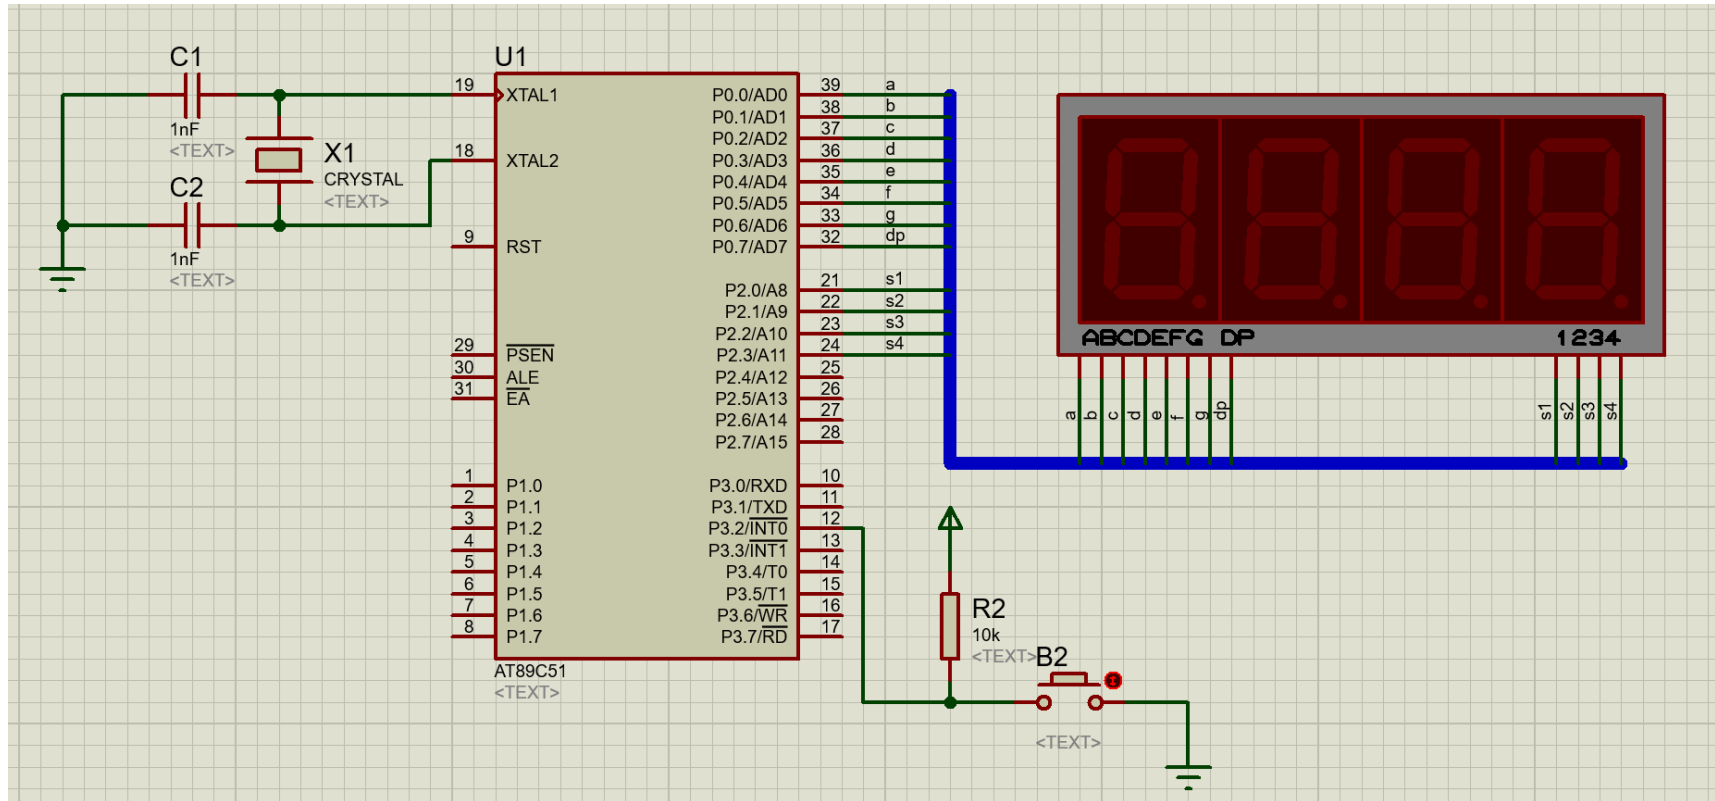 C1
1nF
<TEXT>
C2
1nF
<TEXT>
X1
CRYSTAL
<TEXT>
U1
19 XTAL1
18 XTAL2
9 RST
29 PSEN
30 ALE
31 EA
1 P1.0
2 P1.1
3 P1.2
4 P1.3
5 P1.4
6 P1.5
7 P1.6
8 P1.7
P0.0/AD0 39 a
P0.1/AD1 38 b
P0.2/AD2 37 c
P0.3/AD3 36 d
P0.4/AD4 35 e
P0.5/AD5 34 f
P0.6/AD6 33 g
P0.7/AD7 32 dp
P2.0/A8 21 s1
P2.1/A9 22 s2
P2.2/A10 23 s3
P2.3/A11 24 s4
P2.4/A12 25
P2.5/A13 26
P2.6/A14 27
P2.7/A15 28
P3.0/RXD 10
P3.1/TXD 11
P3.2/INT0 12
P3.3/INT1 13
P3.4/T0 14
P3.5/T1 15
P3.6/WR 16
P3.7/RD 17
AT89C51
<TEXT>
ABCDEFG DP 1234
a b c d e f g dp s1 s2 s3 s4
R2
10k
<TEXT>
B2
<TEXT>